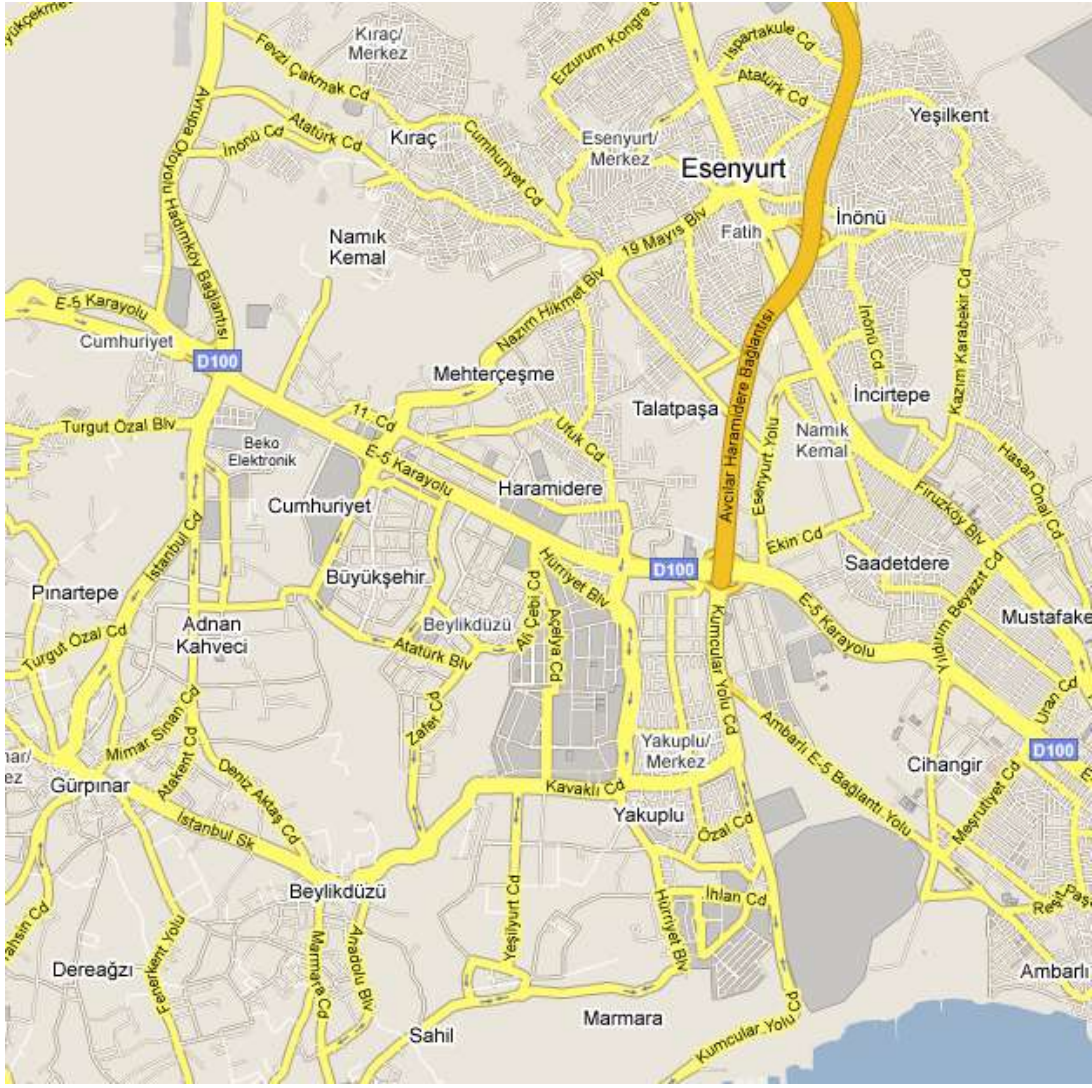 Fevzi Çakmak Cd
Kıraç/
Merkez
Erzurum Kongre
Ispartakule Cd
Atatürk Cd
Yeşilkent
Avrupa Otoyolu Hadımköy Bağlantısı
İnönü Cd
Atatürk Cd
Kıraç
Cumhuriyet Cd
Esenyurt/
Merkez
Esenyurt
İnönü
Fatih
19 Mayıs Blv
Namık
Kemal
Nazım Hikmet Blv
E-5 Karayolu
Cumhuriyet
D100
Avcılar Haramidere Bağlantısı
İnönü Cd
Kazım Karabekir Cd
Mehterçeşme
Talatpaşa
İncirtepe
Turgut Özal Blv
Beko
Elektronik
11. Cd
E-5 Karayolu
Ufuk Cd
Esenyurt Yolu
Namık
Kemal
Hasan Önal Cd
Firuzköy Blv
Cumhuriyet
Haramidere
İstanbul Cd
Ekin Cd
Saadetdere
D100
Pınartepe
Büyükşehir
Hürriyet Blv
Beylikdüzü
Ali Çebi Cd
Açelya Cd
E-5 Karayolu
Yıldırım Beyazıt Cd
Mustafake
Adnan
Kahveci
Turgut Özal Cd
Atatürk Blv
Kumcular Yolu Cd
Zafer Cd
Uran Cd
Mimar Sinan Cd
Ambarlı E-5 Bağlantı Yolu
Yakuplu/
Merkez
D100
Cihangir
Gürpınar
Atakent Cd
Deniz Aktaş Cd
Kavaklı Cd
Yakuplu
Özal Cd
Meşrutiyet Cd
İstanbul Sk
Beylikdüzü
İhlan Cd
Reşt
Paş
ahsin Cd
Fenerkent Yolu
Marmara Cd
Anadolu Blv
Yeşilyurt Cd
Hürriyet Blv
Dereağzı
Ambarlı
Sahil
Marmara
Kumcular Yolu Cd